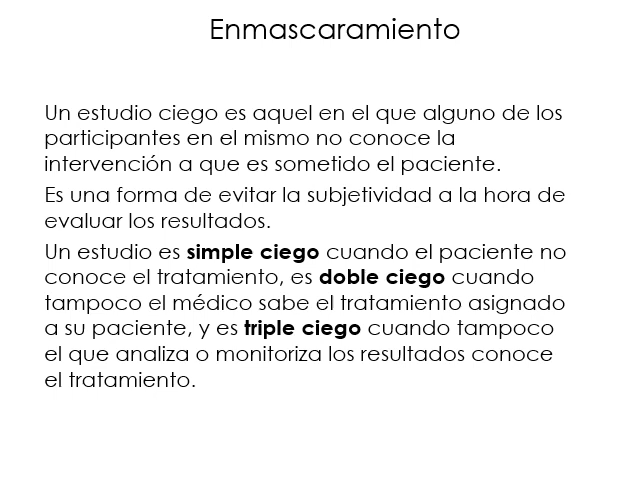 Enmascaramiento
Un estudio ciego es aquel en el que alguno de los
participantes en el mismo no conoce la
intervención a que es sometido el paciente.
Es una forma de evitar la subjetividad a la hora de
evaluar los resultados.
Un estudio es simple ciego cuando el paciente no
conoce el tratamiento, es doble ciego cuando
tampoco el médico sabe el tratamiento asignado
a su paciente, y es triple ciego cuando tampoco
el que analiza o monitoriza los resultados conoce
el tratamiento.